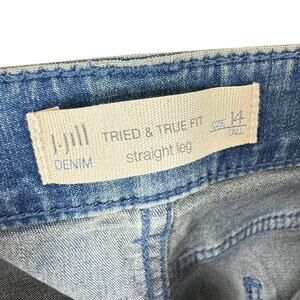 J.Jill
DENIM
TRIED & TRUE FIT
straight leg
SIZE 14
TALL